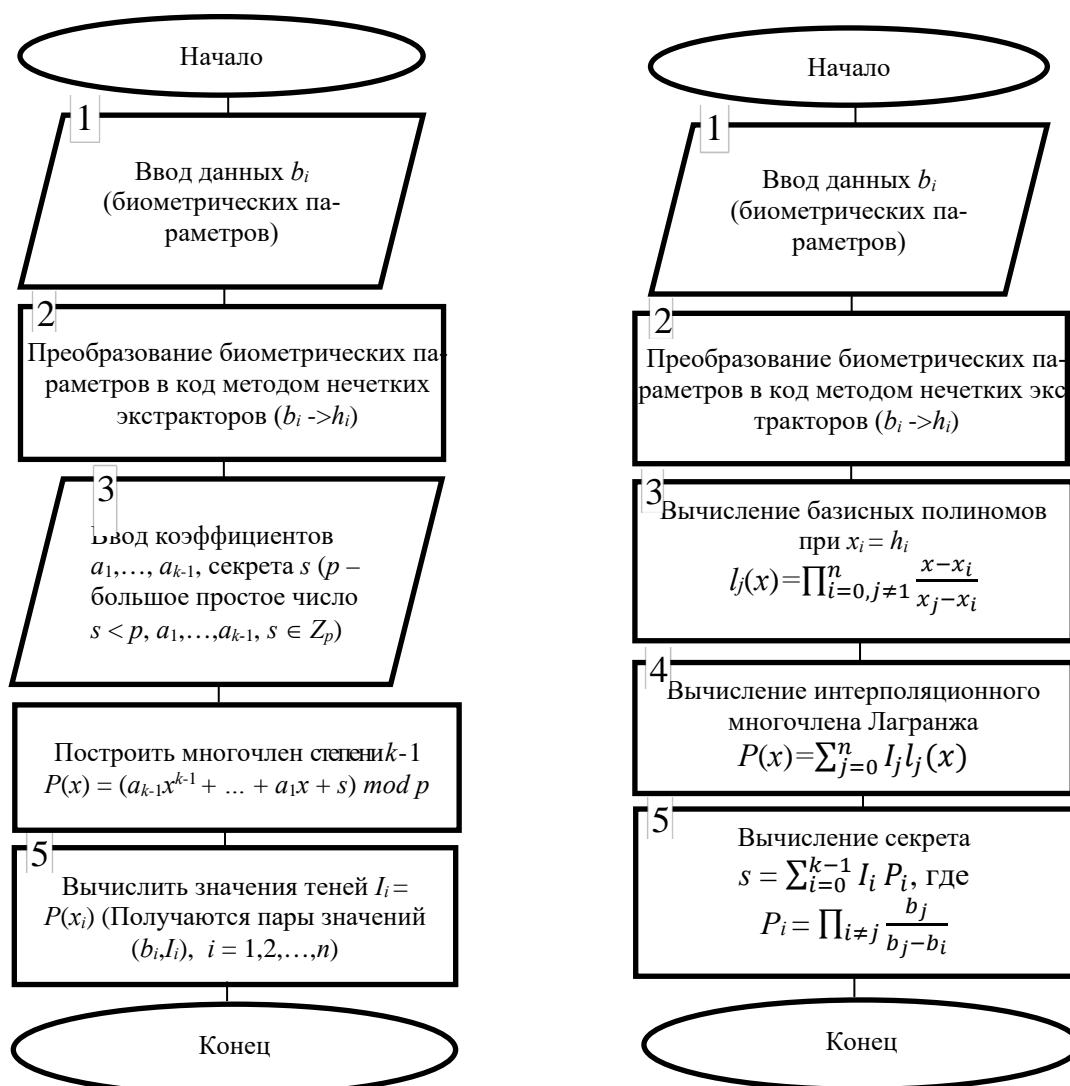 Начало
1
Ввод данных bᵢ
(биометрических па-
раметров)
2
Преобразование биометрических па-
раметров в код методом нечетких
экстракторов (bᵢ ->hᵢ)
3
Ввод коэффициентов
a₁,…, aₖ₋₁, секрета s (p –
большое простое число
s < p, a₁,…,aₖ₋₁, s ∈ Zₚ)
Построить многочлен степени k-1
P(x) = (aₖ₋₁xᵏ⁻¹ + … + a₁x + s) mod p
5
Вычислить значения теней Iᵢ =
P(xᵢ) (Получаются пары значений
(bᵢ,Iᵢ), i = 1,2,…,n)
Конец
Начало
1
Ввод данных bᵢ
(биометрических па-
раметров)
2
Преобразование биометрических па-
раметров в код методом нечетких экс
тракторов (bᵢ ->hᵢ)
3
Вычисление базисных полиномов
при xᵢ = hᵢ
lⱼ(x)=∏ⁿᵢ₌₀,ⱼ≠₁ (x−xᵢ)/(xⱼ−xᵢ)
4
Вычисление интерполяционного
многочлена Лагранжа
P(x)=∑ⁿⱼ₌₀ Iⱼlⱼ(x)
5
Вычисление секрета
s = ∑ᵏ⁻¹ᵢ₌₀ Iᵢ Pᵢ, где
Pᵢ = ∏ᵢ≠ⱼ bⱼ/(bⱼ−bᵢ)
Конец